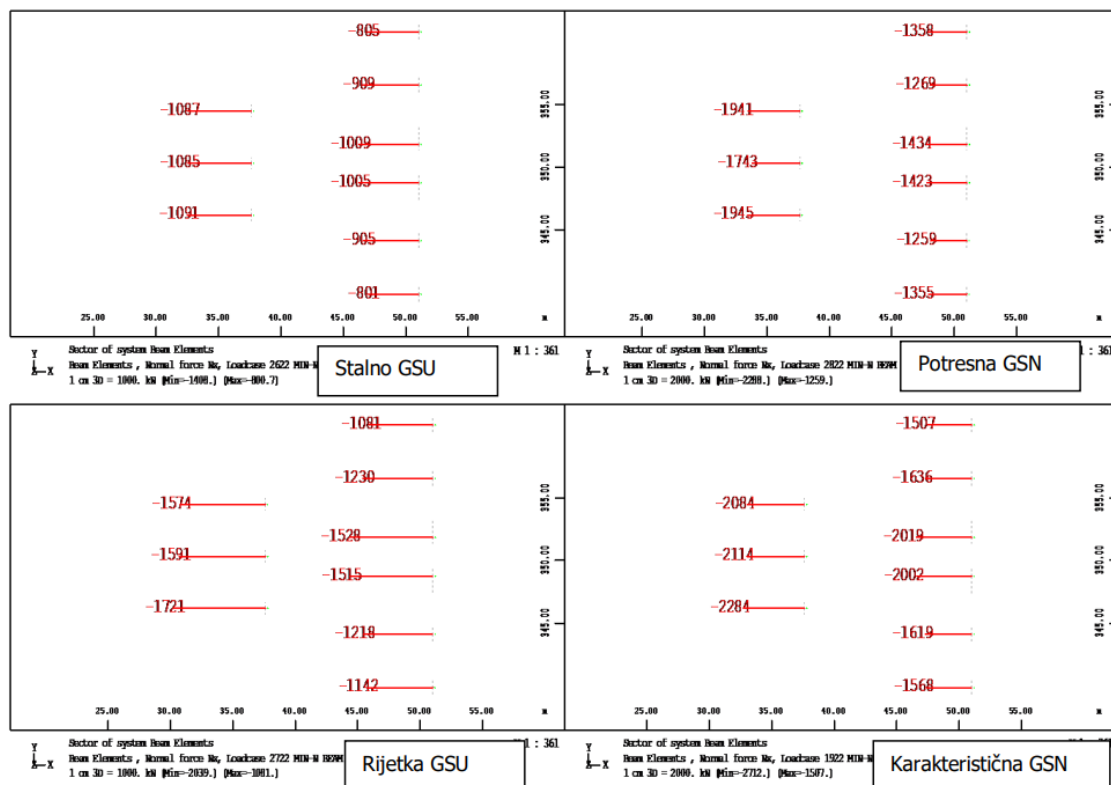 -805
-909
-1087
-1009
-1085
-1005
-1091
-905
-801
355.00
350.00
345.00
25.00 30.00 35.00 40.00 45.00 50.00 55.00 m
Y
Z X
Sector of system Beam Elements
M 1 : 361
Beam Elements , Normal force Nx, Loadcase 2622 MIN-N
1 cm 3D = 1000. kN (Min=-1408.) (Max=-800.7)
Stalno GSU
-1358
-1269
-1941
-1434
-1743
-1423
-1945
-1259
-1355
355.00
350.00
345.00
25.00 30.00 35.00 40.00 45.00 50.00 55.00 m
Y
Z X
Sector of system Beam Elements
1 : 361
Beam Elements , Normal force Nx, Loadcase 2822 MIN-N BEAM
1 cm 3D = 2000. kN (Max=-1259.)
Potresna GSN
-1081
-1230
-1574
-1528
-1591
-1515
-1721
-1218
-1142
355.00
350.00
345.00
25.00 30.00 35.00 40.00 45.00 50.00 55.00 m
Y
Z X
Sector of system Beam Elements
1 : 361
Beam Elements , Normal force Nx, Loadcase 2722 MIN-N BEAM
1 cm 3D = 1000. kN (Min=-2039.) (Max=-1081.)
Rijetka GSU
-1507
-1636
-2084
-2019
-2114
-2002
-2284
-1619
-1568
355.00
350.00
345.00
25.00 30.00 35.00 40.00 45.00 50.00 55.00 m
Y
Z X
Sector of system Beam Elements
Beam Elements , Normal force Nx, Loadcase 1922 MIN-N
1 cm 3D = 2000. kN (Min=-2712.) (Max=-1507.)
Karakteristična GSN